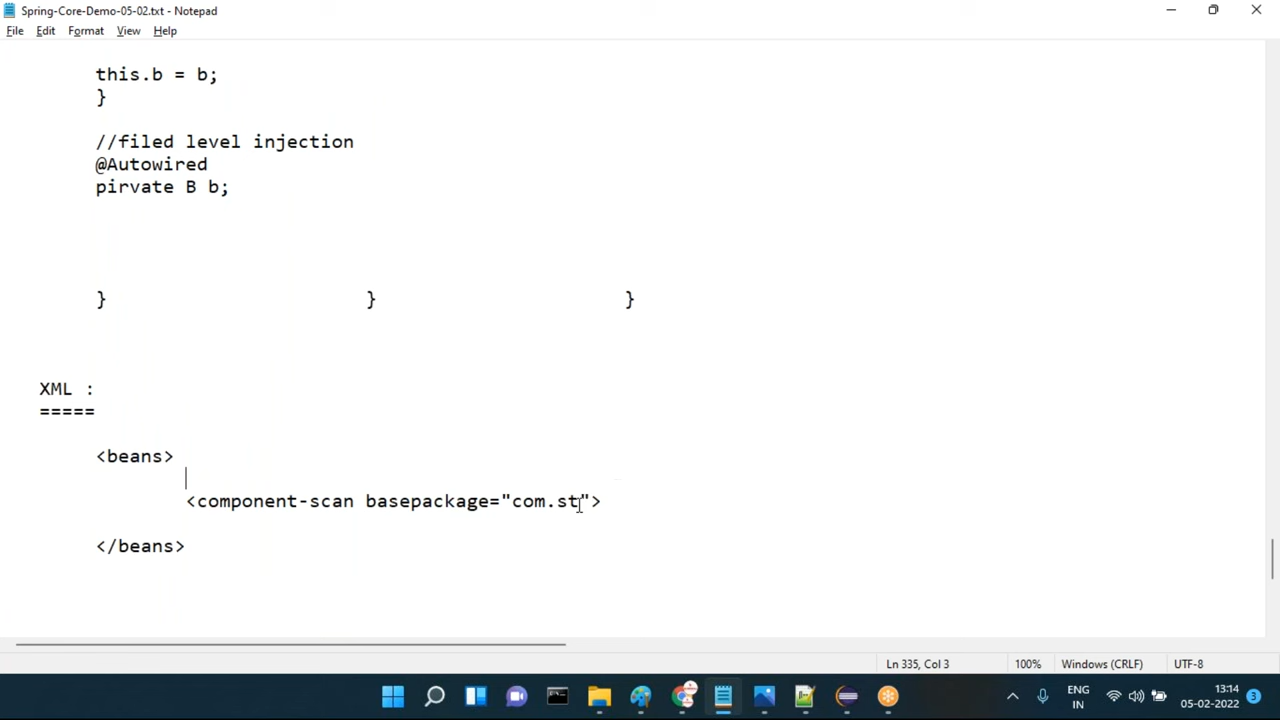 Spring-Core-Demo-05-02.txt - Notepad
File Edit Format View Help
this.b = b;
}
//filed level injection
@Autowired
pirvate B b;
} } }
XML :
=====
<beans>
<component-scan basepackage="com.st">
</beans>
Ln 335, Col 3 100% Windows (CRLF) UTF-8
ENG
IN
13:14
05-02-2022
3